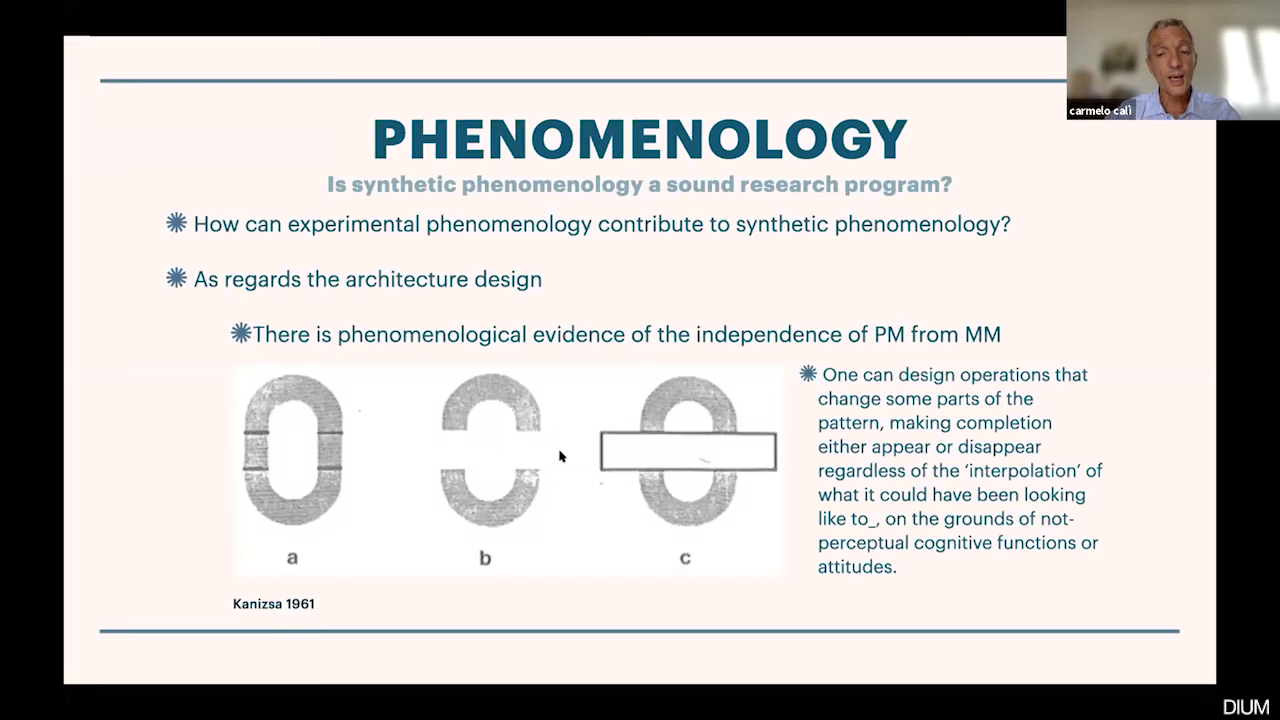 carmelo calì
PHENOMENOLOGY
Is synthetic phenomenology a sound research program?
How can experimental phenomenology contribute to synthetic phenomenology?
As regards the architecture design
There is phenomenological evidence of the independence of PM from MM
a
b
c
Kanizsa 1961
One can design operations that
change some parts of the
pattern, making completion
either appear or disappear
regardless of the ‘interpolation’ of
what it could have been looking
like to_, on the grounds of not-
perceptual cognitive functions or
attitudes.
DIUM